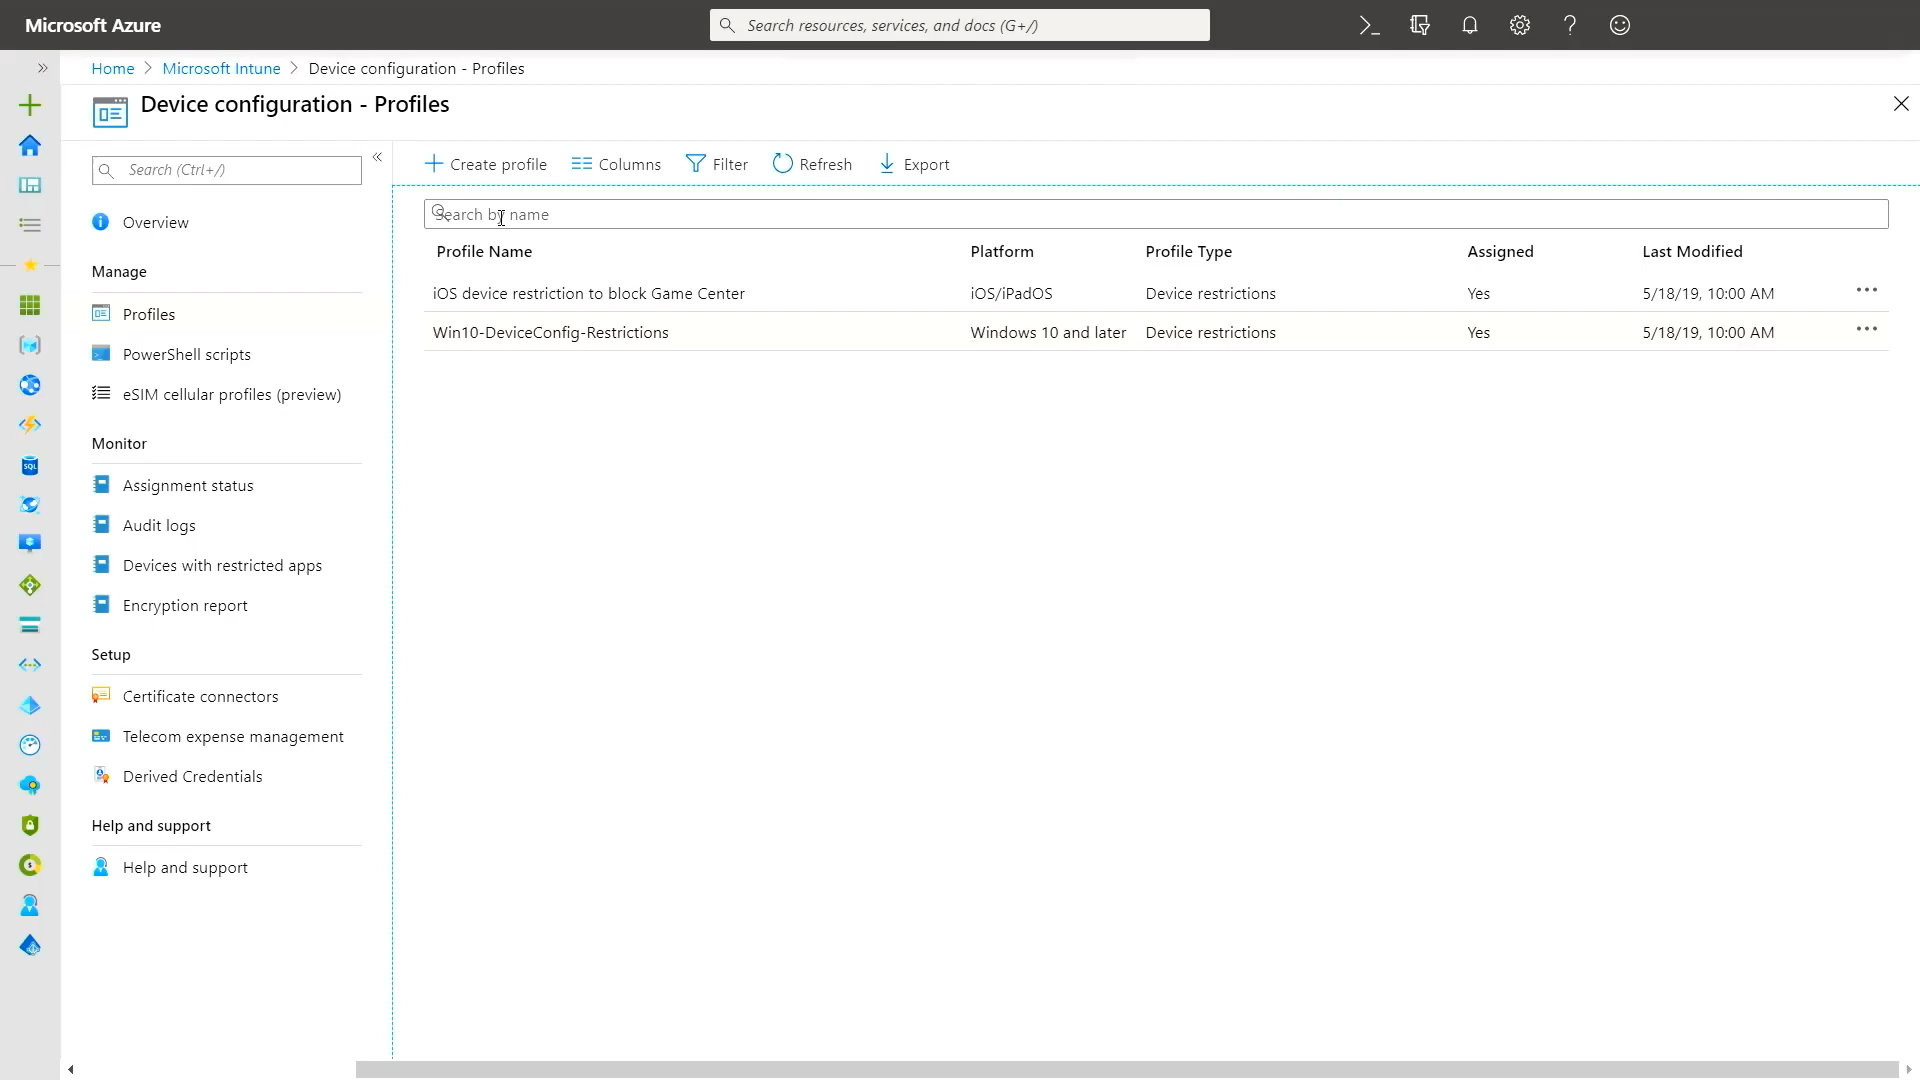 Microsoft Azure
Search resources, services, and docs (G+/)
Home > Microsoft Intune > Device configuration - Profiles
Device configuration - Profiles
Search (Ctrl+/)
Create profile Columns Filter Refresh Export
Search by name
Overview
Manage
Profiles
PowerShell scripts
eSIM cellular profiles (preview)
Monitor
Assignment status
Audit logs
Devices with restricted apps
Encryption report
Setup
Certificate connectors
Telecom expense management
Derived Credentials
Help and support
Help and support
Profile Name Platform Profile Type Assigned Last Modified
iOS device restriction to block Game Center iOS/iPadOS Device restrictions Yes 5/18/19, 10:00 AM
Win10-DeviceConfig-Restrictions Windows 10 and later Device restrictions Yes 5/18/19, 10:00 AM
SQL